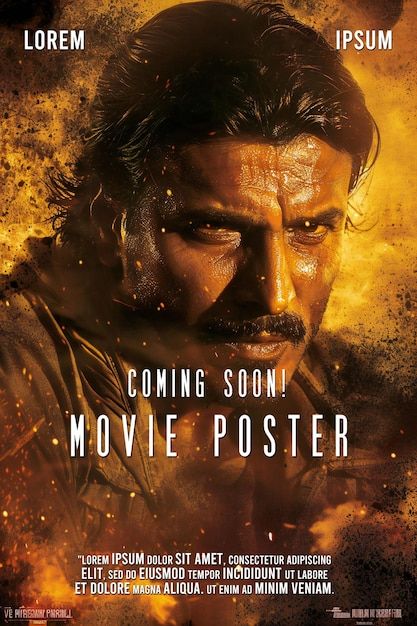 LOREM
IPSUM
COMING SOON!
MOVIE POSTER
"LOREM IPSUM DOLOR SIT AMET, CONSECTETUR ADIPISCING
ELIT, SED DO EIUSMOD TEMPOR INCIDIDUNT UT LABORE
ET DOLORE MAGNA ALIQUA. UT ENIM AD MINIM VENIAM.